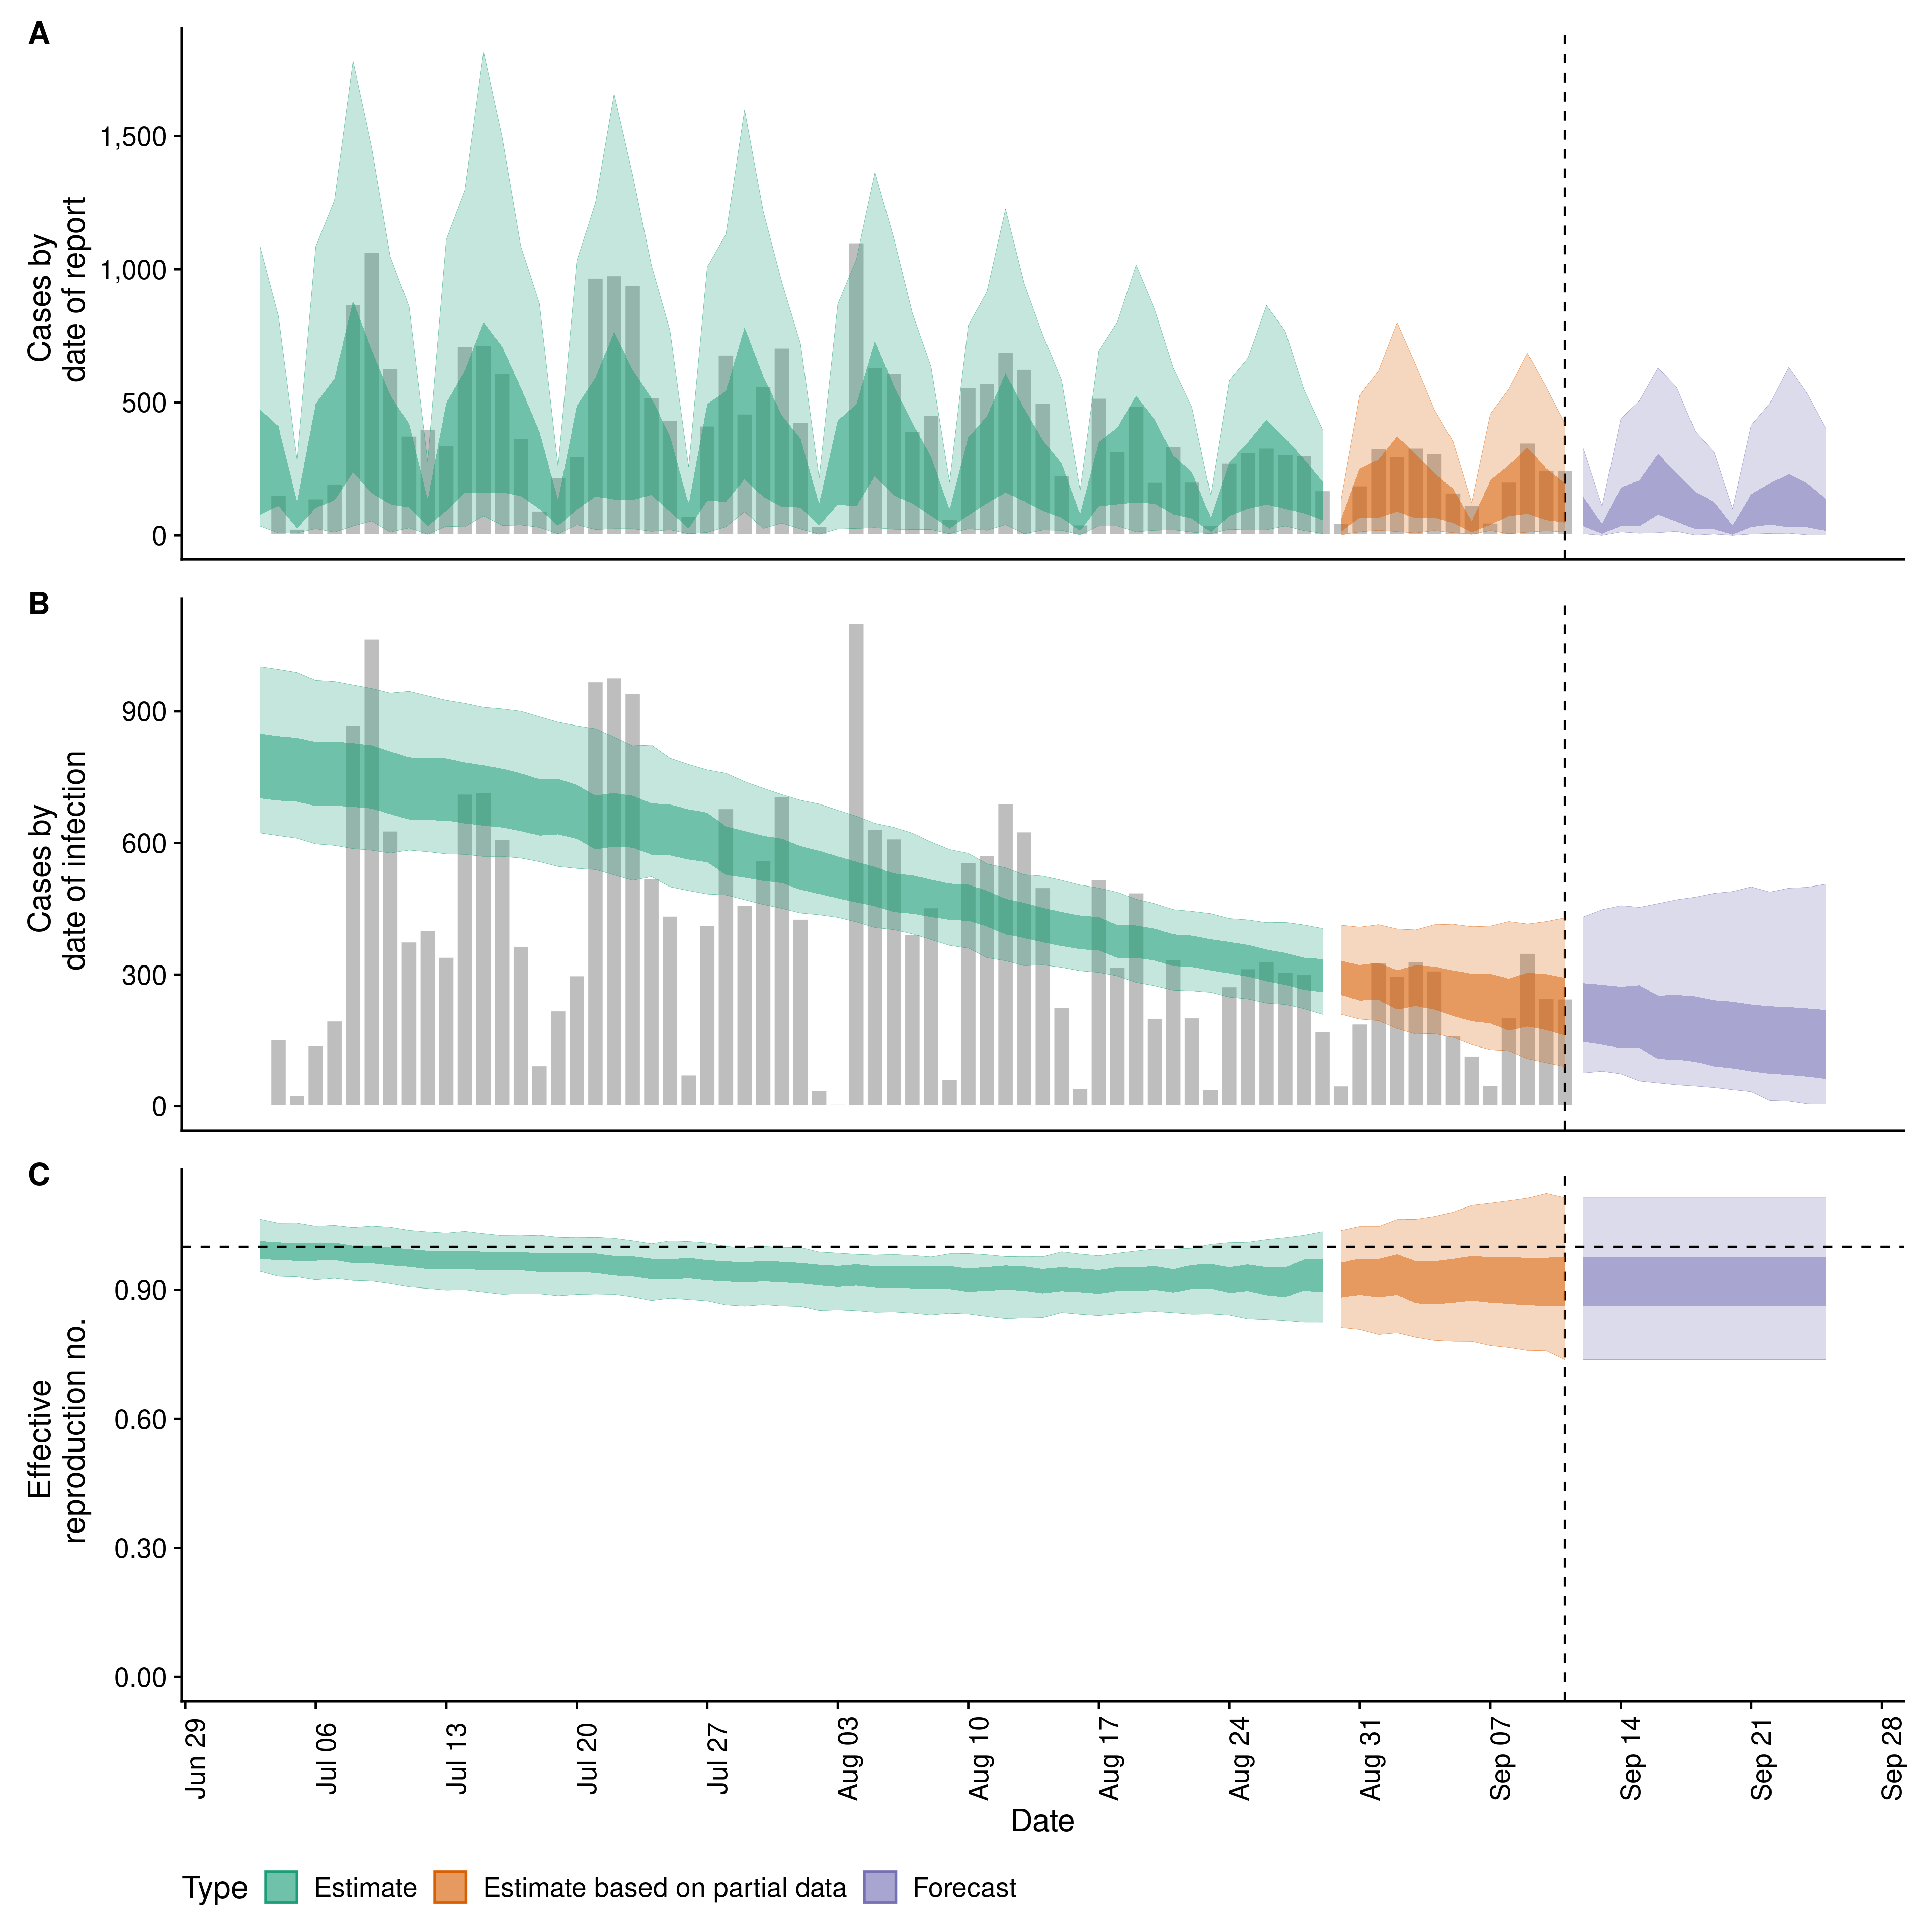 A
Cases by
date of report
1,500
1,000
500
0
B
Cases by
date of infection
900
600
300
0
C
Effective
reproduction no.
0.90
0.60
0.30
0.00
Jun 29
Jul 06
Jul 13
Jul 20
Jul 27
Aug 03
Aug 10
Aug 17
Aug 24
Aug 31
Sep 07
Sep 14
Sep 21
Sep 28
Date
Type Estimate Estimate based on partial data Forecast